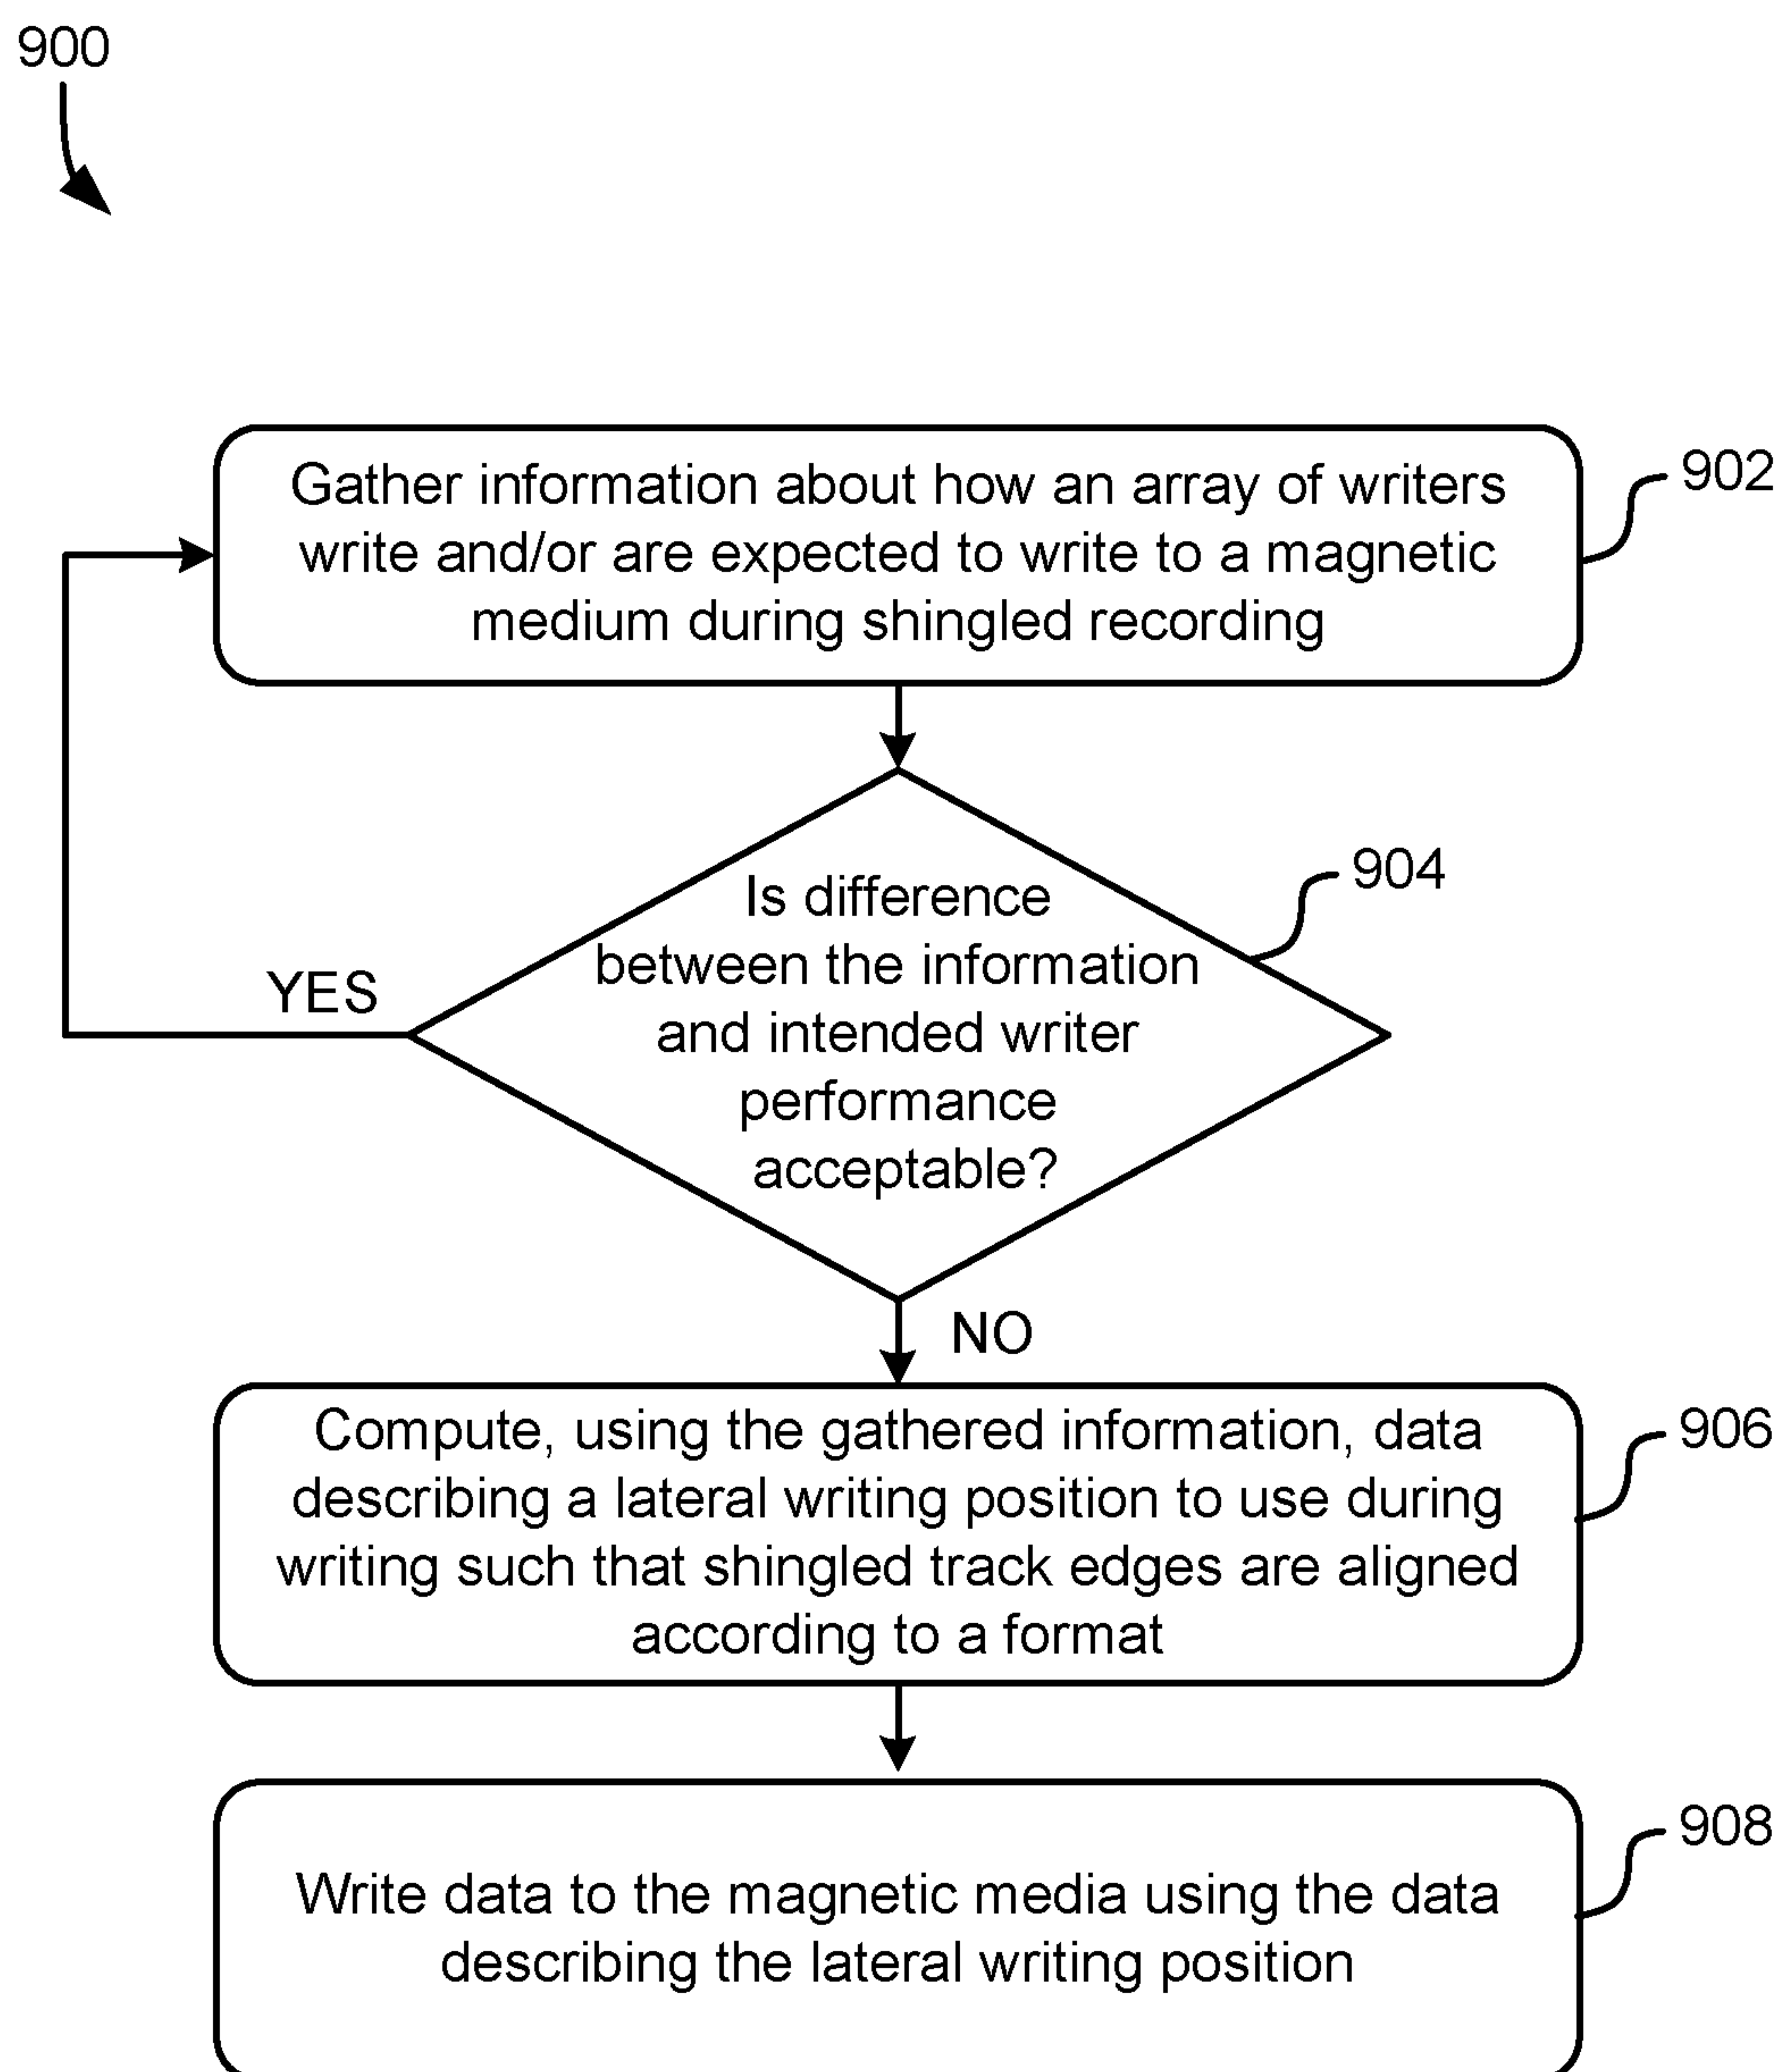 900
Gather information about how an array of writers
write and/or are expected to write to a magnetic
medium during shingled recording
902
Is difference
between the information
and intended writer
performance
acceptable?
904
YES
NO
Compute, using the gathered information, data
describing a lateral writing position to use during
writing such that shingled track edges are aligned
according to a format
906
Write data to the magnetic media using the data
describing the lateral writing position
908